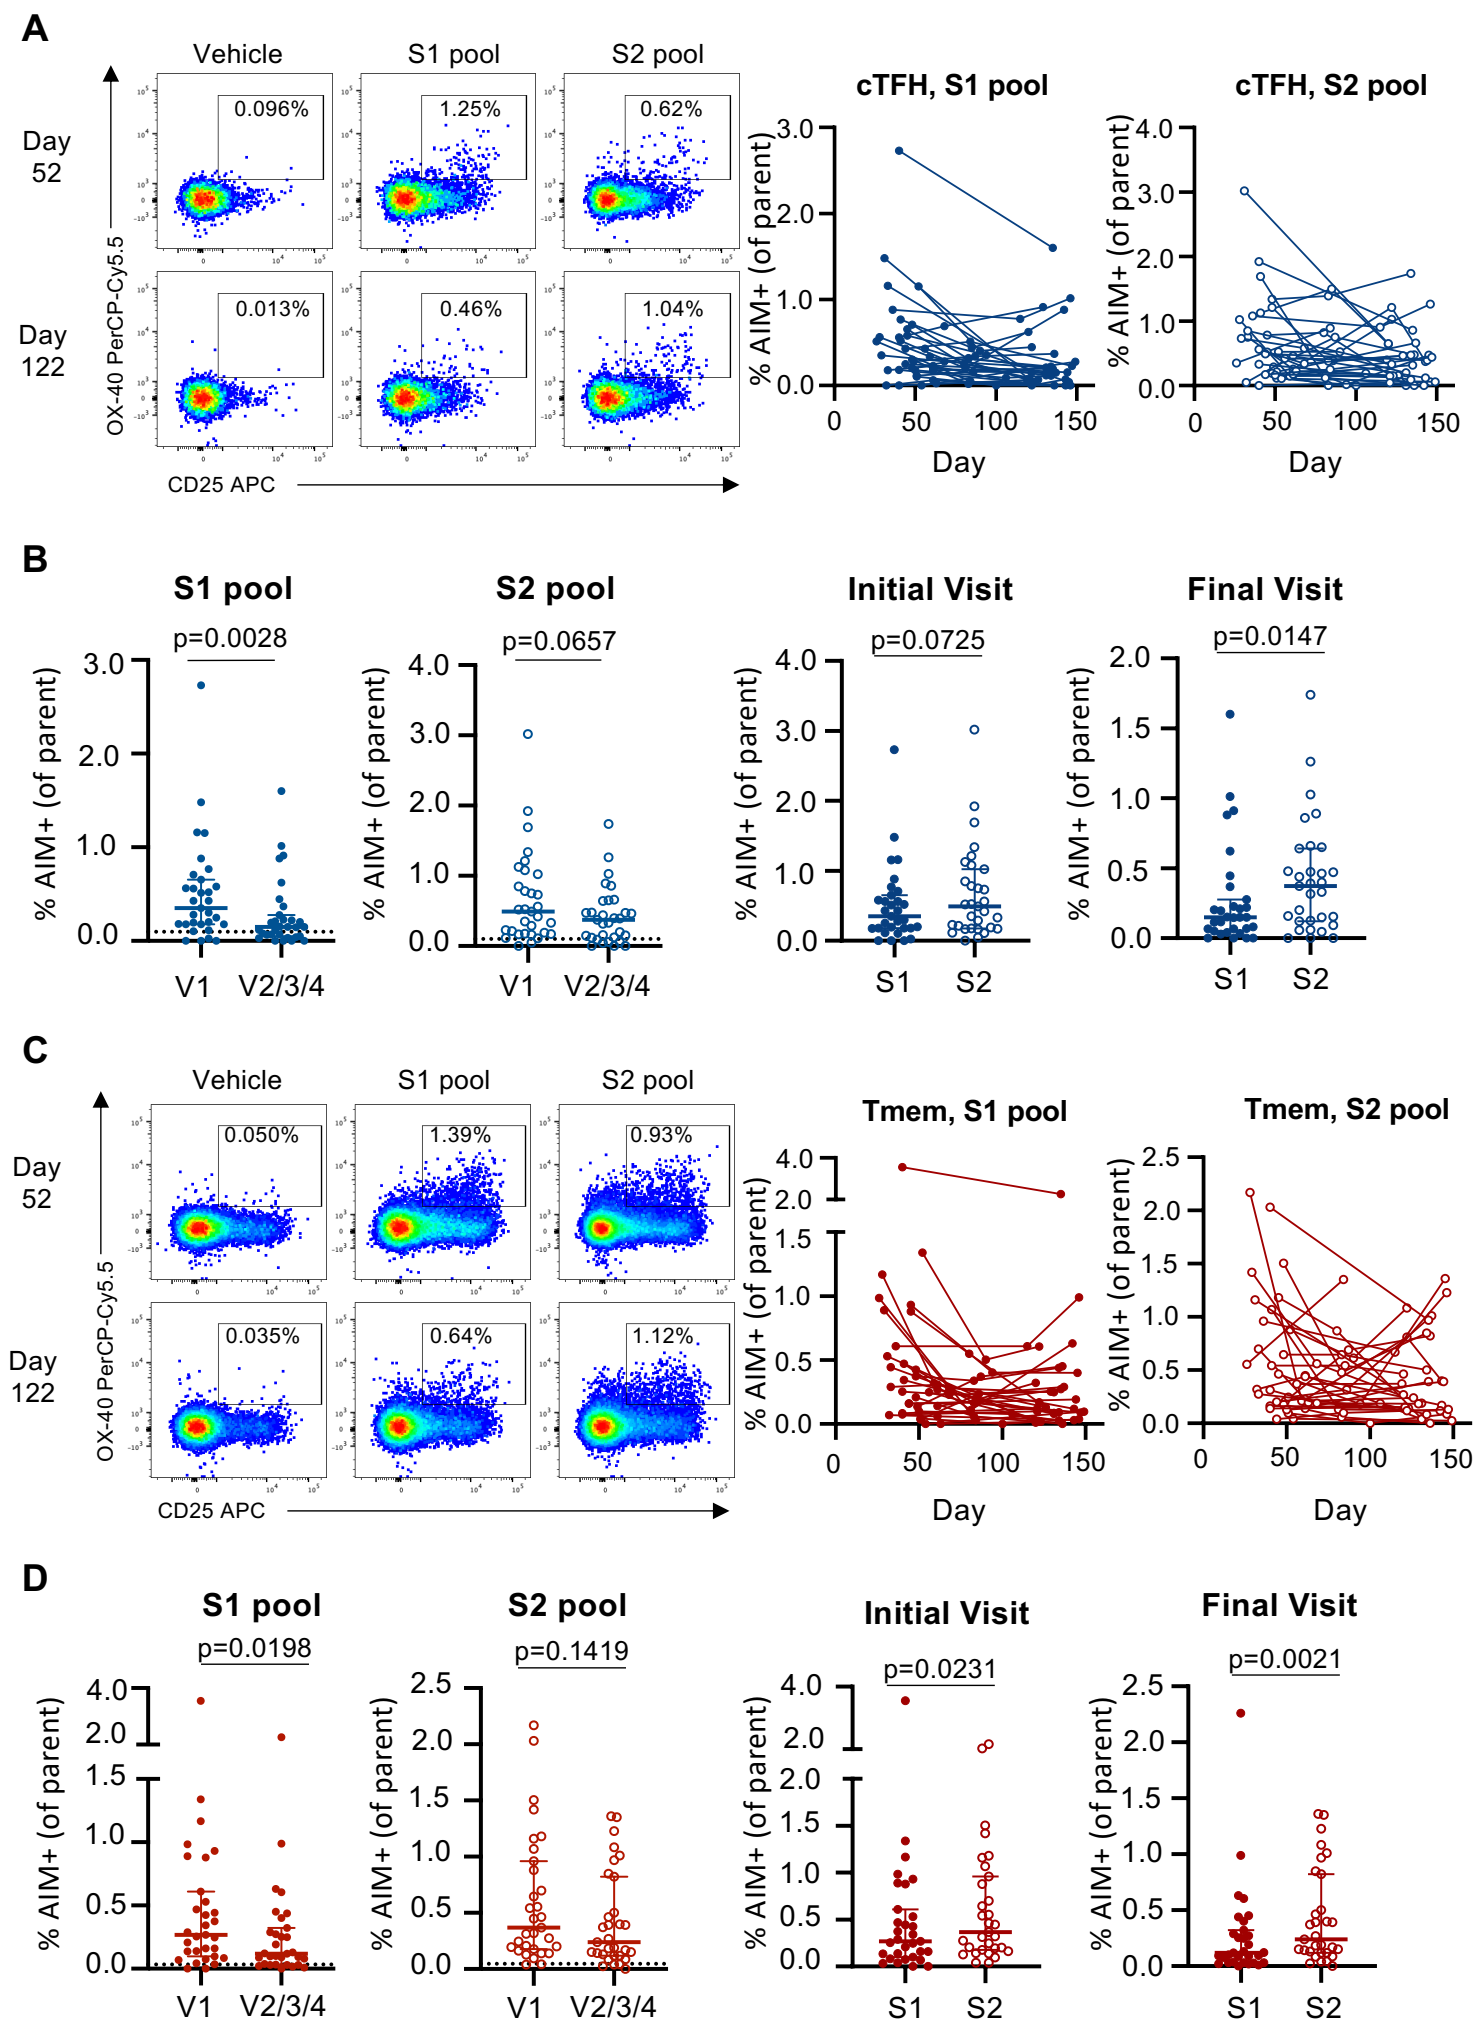 A
Vehicle
S1 pool
S2 pool
Day 52
0.096%
1.25%
0.62%
Day 122
0.013%
0.46%
1.04%
OX-40 PerCP-Cy5.5
CD25 APC
cTFH, S1 pool
% AIM+ (of parent)
3.0
2.0
1.0
0.0
0 50 100 150
Day
cTFH, S2 pool
% AIM+ (of parent)
4.0
3.0
2.0
1.0
0.0
0 50 100 150
Day
B
S1 pool
p=0.0028
% AIM+ (of parent)
3.0
2.0
1.0
0.0
V1 V2/3/4
S2 pool
p=0.0657
% AIM+ (of parent)
4.0
3.0
2.0
1.0
0.0
V1 V2/3/4
Initial Visit
p=0.0725
% AIM+ (of parent)
4.0
3.0
2.0
1.0
0.0
S1 S2
Final Visit
p=0.0147
% AIM+ (of parent)
2.0
1.5
1.0
0.5
0.0
S1 S2
C
Vehicle
S1 pool
S2 pool
Day 52
0.050%
1.39%
0.93%
Day 122
0.035%
0.64%
1.12%
OX-40 PerCP-Cy5.5
CD25 APC
Tmem, S1 pool
% AIM+ (of parent)
4.0
2.0
1.5
1.0
0.5
0.0
0 50 100 150
Day
Tmem, S2 pool
% AIM+ (of parent)
2.5
2.0
1.5
1.0
0.5
0.0
0 50 100 150
Day
D
S1 pool
p=0.0198
% AIM+ (of parent)
4.0
2.0
1.5
1.0
0.5
0.0
V1 V2/3/4
S2 pool
p=0.1419
% AIM+ (of parent)
2.5
2.0
1.5
1.0
0.5
0.0
V1 V2/3/4
Initial Visit
p=0.0231
% AIM+ (of parent)
4.0
2.0
2.0
1.5
1.0
0.5
0.0
S1 S2
Final Visit
p=0.0021
% AIM+ (of parent)
2.5
2.0
1.5
1.0
0.5
0.0
S1 S2